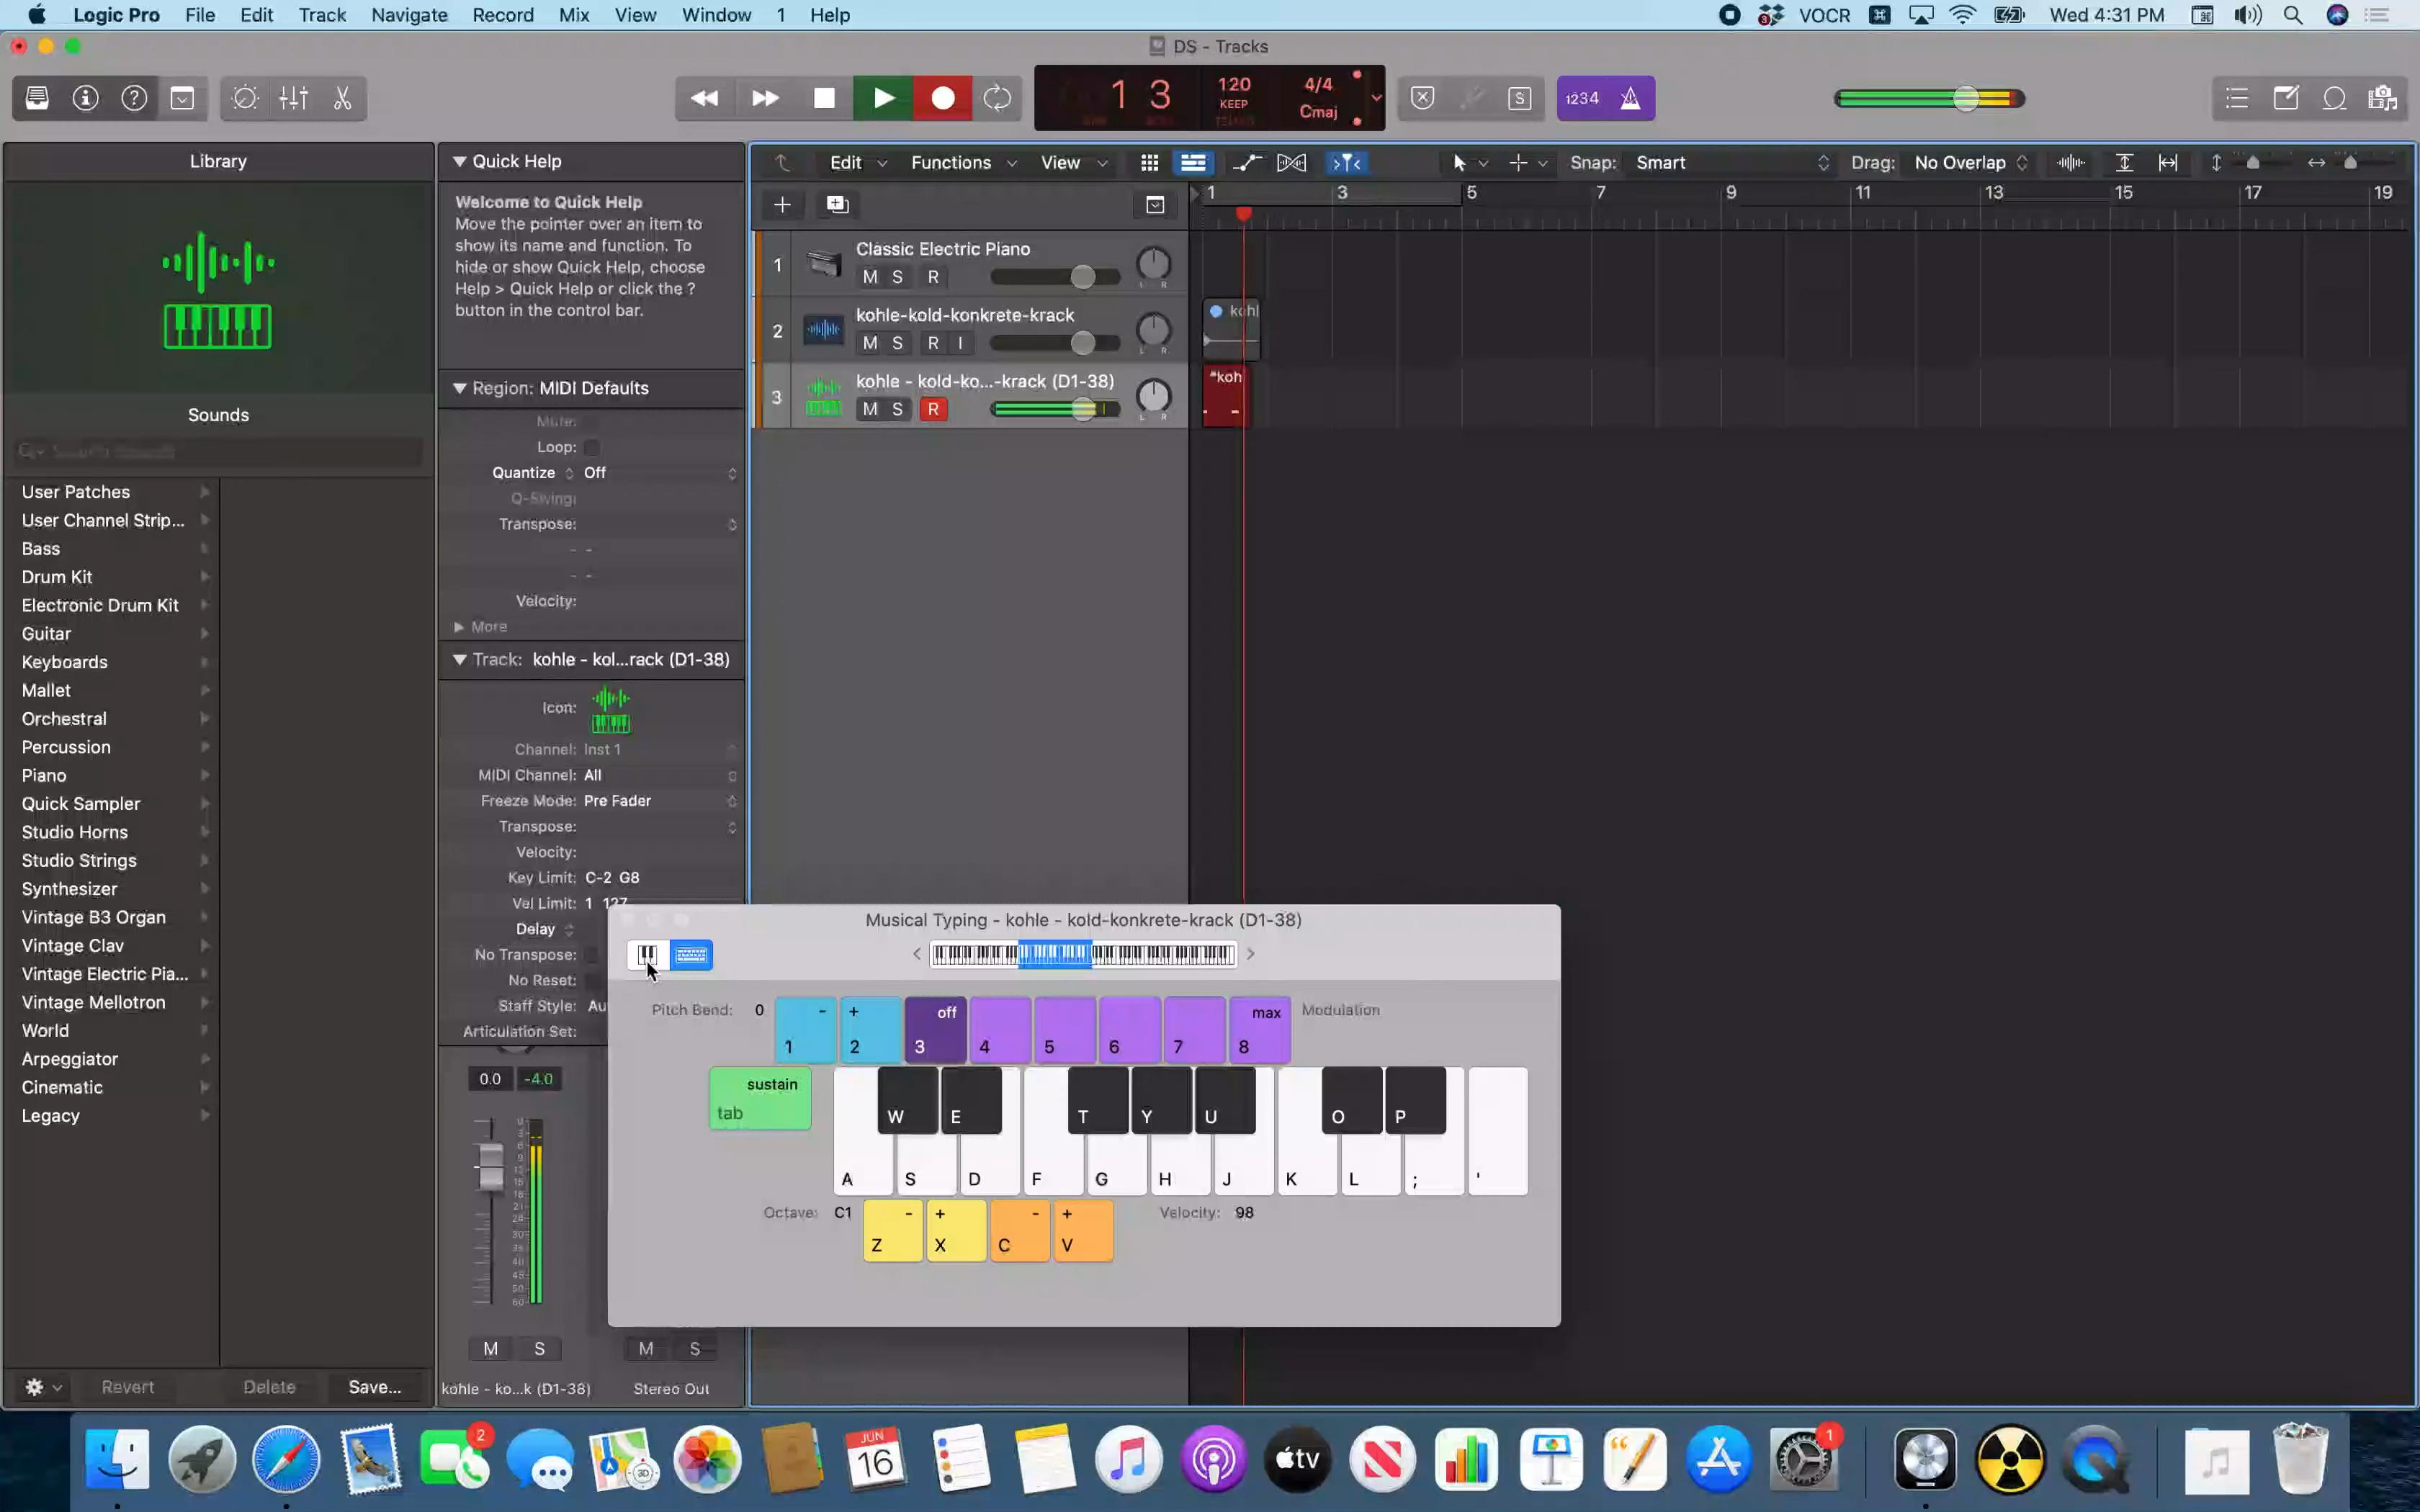 Logic Pro File Edit Track Navigate Record Mix View Window 1 Help
VOCR Wed 4:31 PM
DS - Tracks
1 3 120 KEEP TEMPO 4/4 Cmaj
S 1234
Library
Sounds
User Patches
User Channel Strip...
Bass
Drum Kit
Electronic Drum Kit
Guitar
Keyboards
Mallet
Orchestral
Percussion
Piano
Quick Sampler
Studio Horns
Studio Strings
Synthesizer
Vintage B3 Organ
Vintage Clav
Vintage Electric Pia...
Vintage Mellotron
World
Arpeggiator
Cinematic
Legacy
Revert Delete Save...
Quick Help
Welcome to Quick Help
Move the pointer over an item to
show its name and function. To
hide or show Quick Help, choose
Help > Quick Help or click the ?
button in the control bar.
Region: MIDI Defaults
Mute:
Loop:
Quantize Off
Q-Swing:
Transpose:
- -
- -
Velocity:
More
Track: kohle - kol...rack (D1-38)
Icon:
Channel: Inst 1
MIDI Channel: All
Freeze Mode: Pre Fader
Transpose:
Velocity:
Key Limit: C-2 G8
Vel Limit: 1 127
Delay
No Transpose:
No Reset:
Staff Style: Au
Articulation Set:
0.0 -4.0
M S M S
kohle - ko...k (D1-38) Stereo Out
Edit Functions View Snap: Smart Drag: No Overlap
1 3 5 7 9 11 13 15 17 19
1 Classic Electric Piano
M S R L R
2 kohle-kold-konkrete-krack
M S R I L R
kohl
3 kohle - kold-ko...-krack (D1-38)
M S R L R
*koh
Musical Typing - kohle - kold-konkrete-krack (D1-38)
Pitch Bend: 0 - + off max Modulation
1 2 3 4 5 6 7 8
sustain
tab
W E T Y U O P
A S D F G H J K L ; '
Octave: C1 - + - + Velocity: 98
Z X C V
2
JUN
16
3D
tv
1